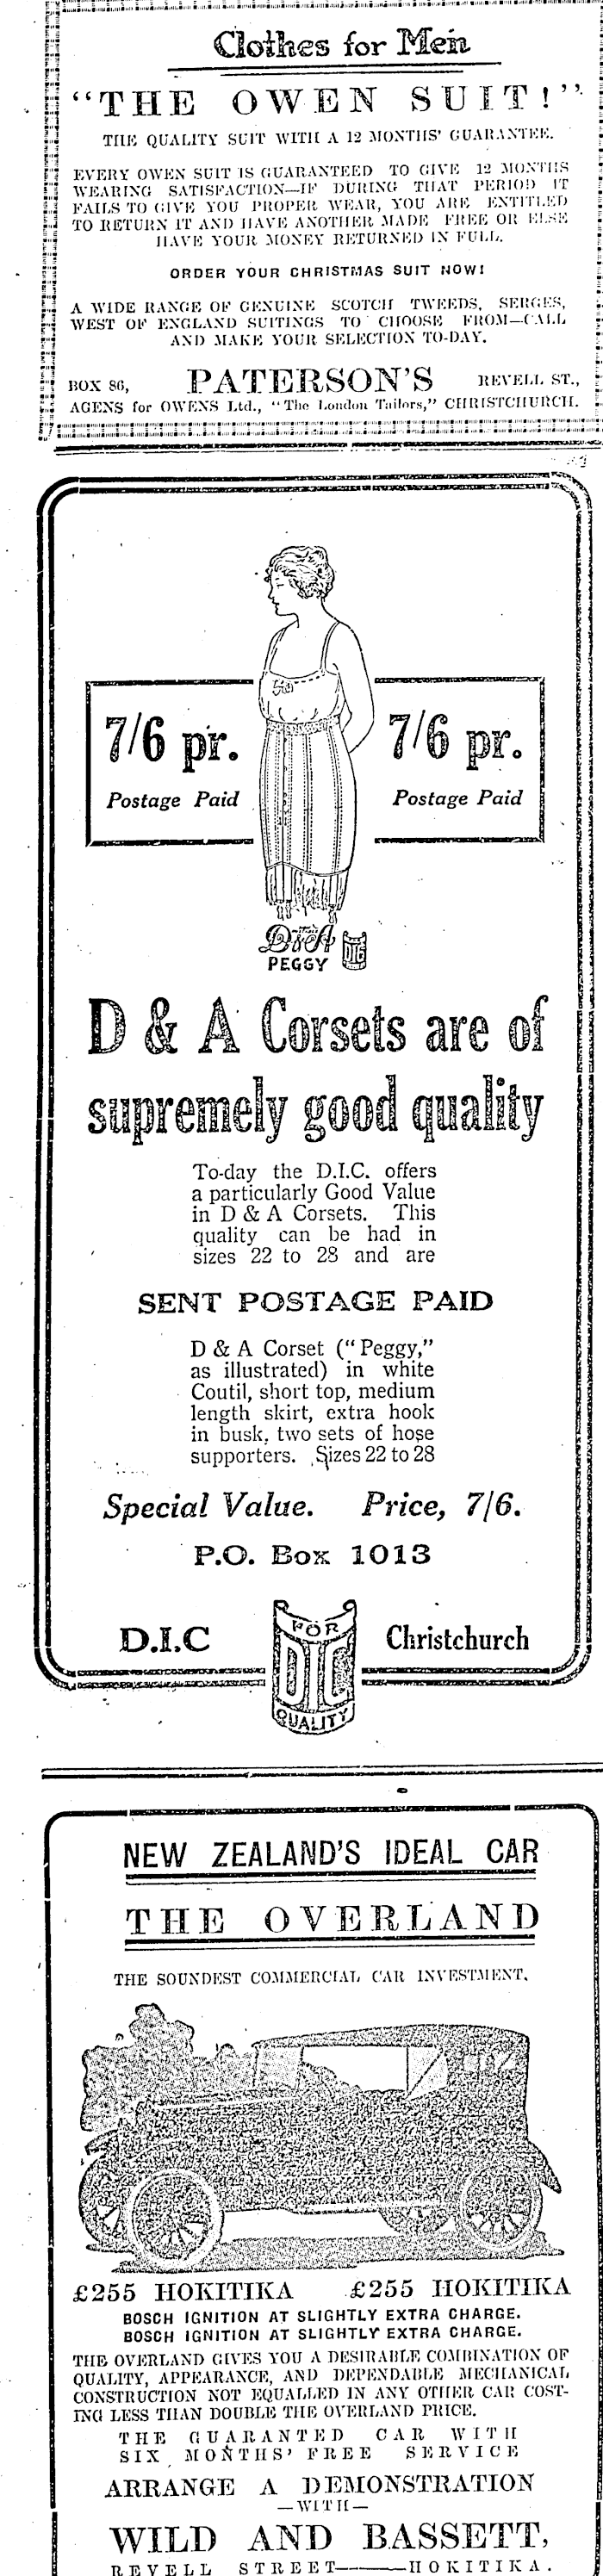 Clothes for Men
"THE OWEN SUIT!"
THE QUALITY SUIT WITH A 12 MONTHS' GUARANTEE.
EVERY OWEN SUIT IS GUARANTEED TO GIVE 12 MONTHS
WEARING SATISFACTION—IF DURING THAT PERIOD IT
FAILS TO GIVE YOU PROPER WEAR, YOU ARE ENTITLED
TO RETURN IT AND HAVE ANOTHER MADE FREE OR ELSE
HAVE YOUR MONEY RETURNED IN FULL.
ORDER YOUR CHRISTMAS SUIT NOW!
A WIDE RANGE OF GENUINE SCOTCH TWEEDS, SERGES,
WEST OF ENGLAND SUITINGS TO CHOOSE FROM—CALL
AND MAKE YOUR SELECTION TO-DAY.
BOX 86, PATERSON'S REVELL ST.,
AGENS for OWENS Ltd., "The London Tailors," CHRISTCHURCH.
7/6 pr. 7/6 pr.
Postage Paid Postage Paid
D&A DIC
PEGGY
D & A Corsets are of
supremely good quality
To-day the D.I.C. offers
a particularly Good Value
in D & A Corsets. This
quality can be had in
sizes 22 to 28 and are
SENT POSTAGE PAID
D & A Corset ("Peggy,"
as illustrated) in white
Coutil, short top, medium
length skirt, extra hook
in busk, two sets of hose
supporters. Sizes 22 to 28
Special Value. Price, 7/6.
P.O. Box 1013
D.I.C FOR DIC QUALITY Christchurch
NEW ZEALAND'S IDEAL CAR
THE OVERLAND
THE SOUNDEST COMMERCIAL CAR INVESTMENT.
£255 HOKITIKA £255 HOKITIKA
BOSCH IGNITION AT SLIGHTLY EXTRA CHARGE.
BOSCH IGNITION AT SLIGHTLY EXTRA CHARGE.
THE OVERLAND GIVES YOU A DESIRABLE COMBINATION OF
QUALITY, APPEARANCE, AND DEPENDABLE MECHANICAL
CONSTRUCTION NOT EQUALLED IN ANY OTHER CAR COST-
ING LESS THAN DOUBLE THE OVERLAND PRICE.
THE GUARANTED CAR WITH
SIX MONTHS' FREE SERVICE
ARRANGE A DEMONSTRATION
—WITH—
WILD AND BASSETT,
REVELL STREET———HOKITIKA.